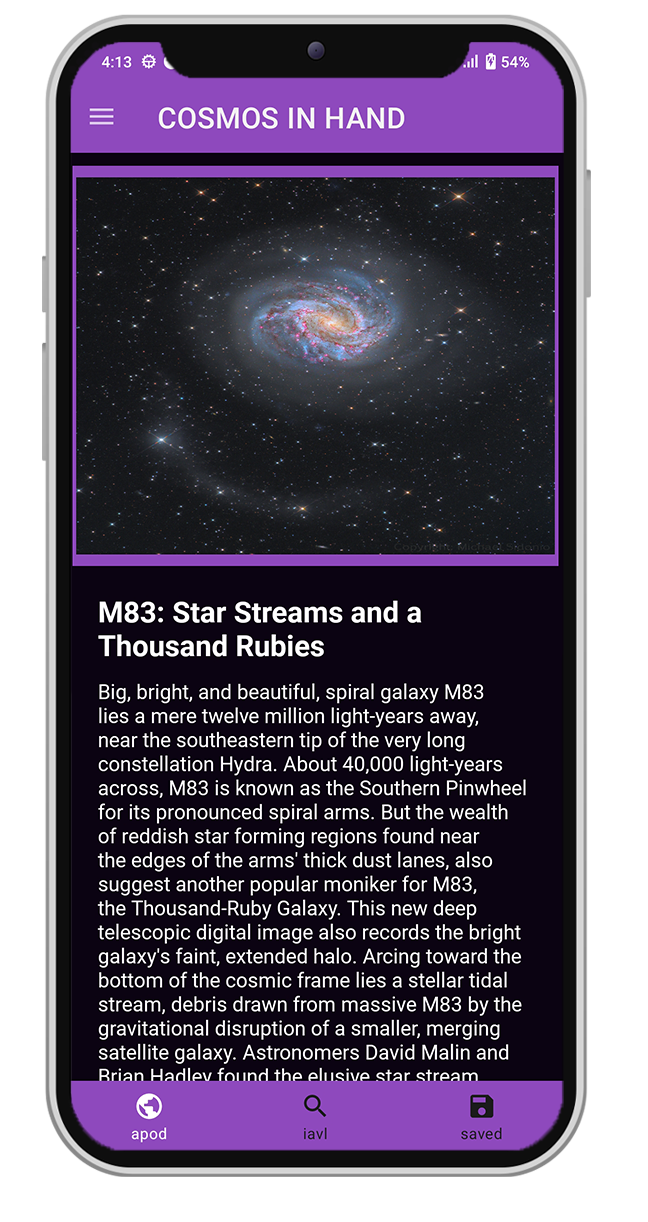 4:13
54%
COSMOS IN HAND
M83: Star Streams and a
Thousand Rubies
Big, bright, and beautiful, spiral galaxy M83
lies a mere twelve million light-years away,
near the southeastern tip of the very long
constellation Hydra. About 40,000 light-years
across, M83 is known as the Southern Pinwheel
for its pronounced spiral arms. But the wealth
of reddish star forming regions found near
the edges of the arms' thick dust lanes, also
suggest another popular moniker for M83,
the Thousand-Ruby Galaxy. This new deep
telescopic digital image also records the bright
galaxy's faint, extended halo. Arcing toward the
bottom of the cosmic frame lies a stellar tidal
stream, debris drawn from massive M83 by the
gravitational disruption of a smaller, merging
satellite galaxy. Astronomers David Malin and
Brian Hadley found the elusive star stream
apod
iavl
saved